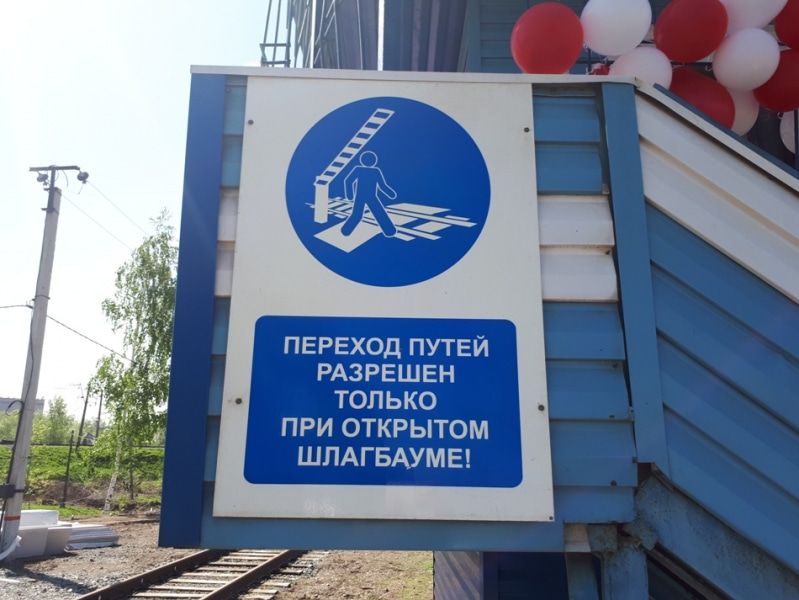 ПЕРЕХОД ПУТЕЙ
РАЗРЕШЕН
ТОЛЬКО
ПРИ ОТКРЫТОМ
ШЛАГБАУМЕ!